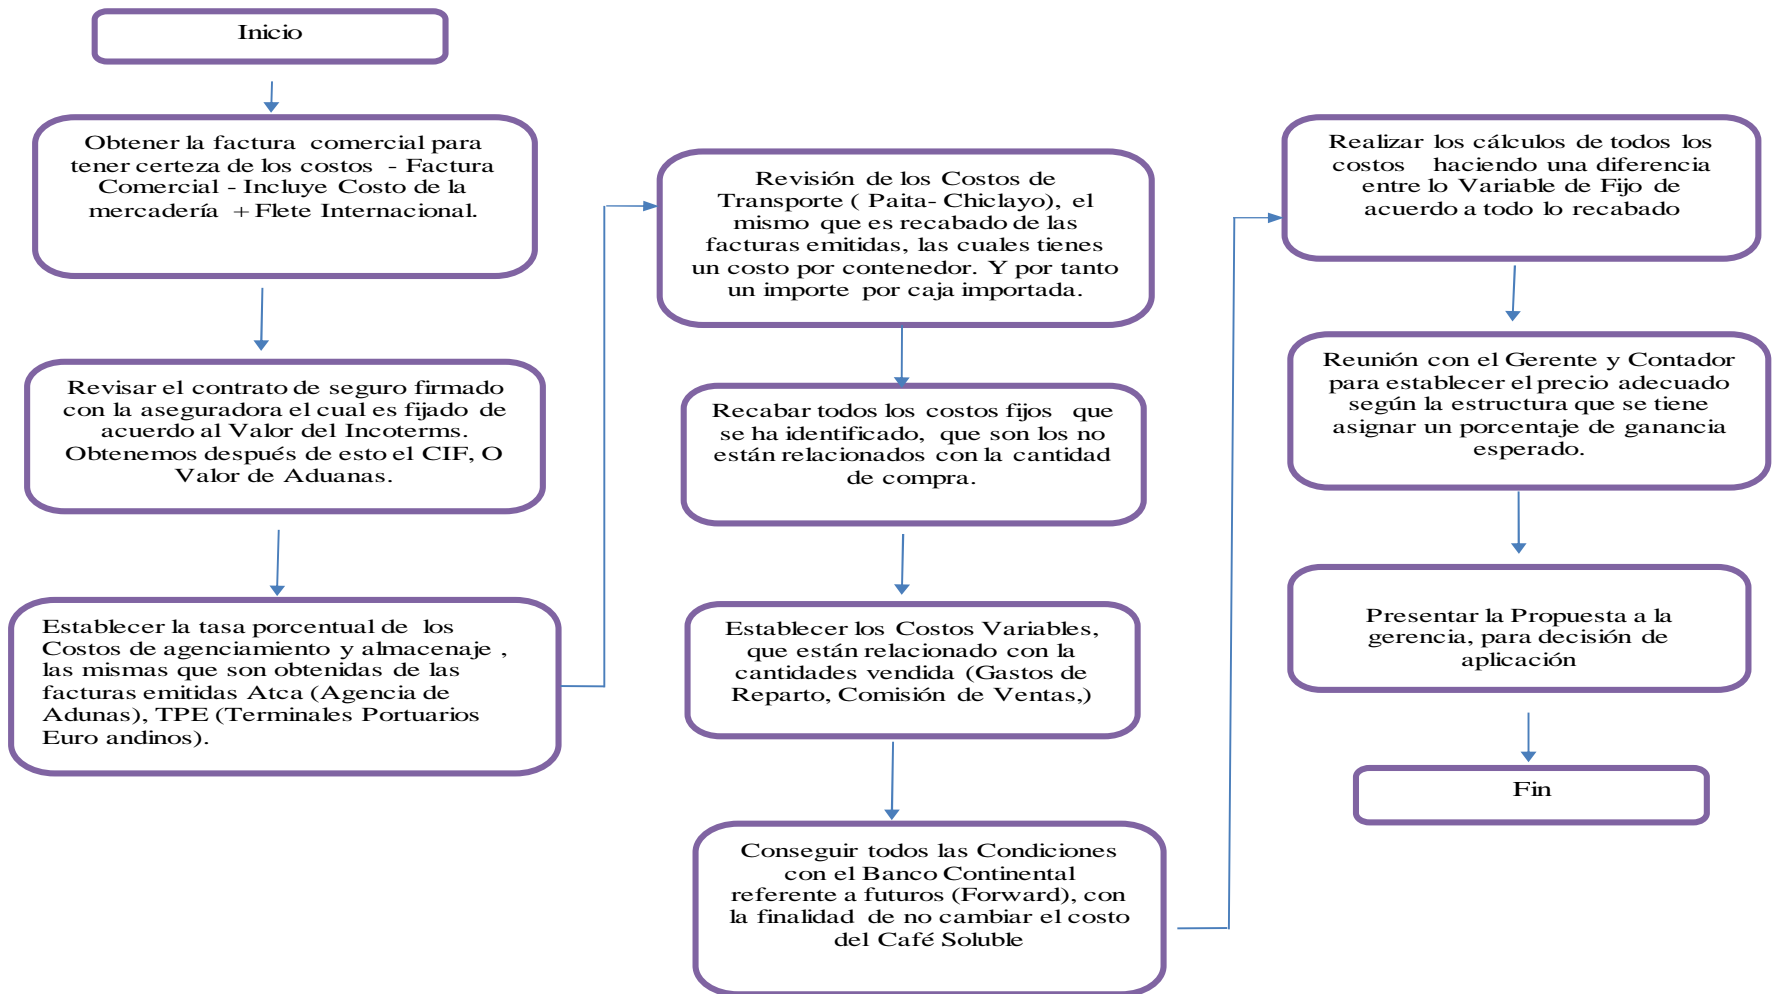 Inicio
Obtener la factura comercial para
tener certeza de los costos - Factura
Comercial - Incluye Costo de la
mercadería + Flete Internacional.
Revisar el contrato de seguro firmado
con la aseguradora el cual es fijado de
acuerdo al Valor del Incoterms.
Obtenemos después de esto el CIF, O
Valor de Aduanas.
Establecer la tasa porcentual de los
Costos de agenciamiento y almacenaje ,
las mismas que son obtenidas de las
facturas emitidas Atca (Agencia de
Adunas), TPE (Terminales Portuarios
Euro andinos).
Revisión de los Costos de
Transporte ( Paita- Chiclayo), el
mismo que es recabado de las
facturas emitidas, las cuales tienes
un costo por contenedor. Y por tanto
un importe por caja importada.
Recabar todos los costos fijos que
se ha identificado, que son los no
están relacionados con la cantidad
de compra.
Establecer los Costos Variables,
que están relacionado con la
cantidades vendida (Gastos de
Reparto, Comisión de Ventas,)
Conseguir todos las Condiciones
con el Banco Continental
referente a futuros (Forward), con
la finalidad de no cambiar el costo
del Café Soluble
Realizar los cálculos de todos los
costos haciendo una diferencia
entre lo Variable de Fijo de
acuerdo a todo lo recabado
Reunión con el Gerente y Contador
para establecer el precio adecuado
según la estructura que se tiene
asignar un porcentaje de ganancia
esperado.
Presentar la Propuesta a la
gerencia, para decisión de
aplicación
Fin